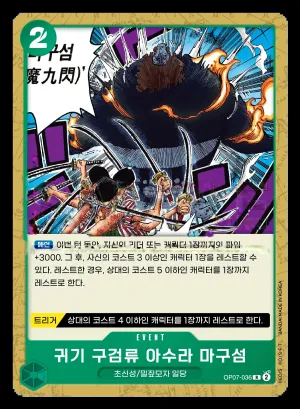 2
마구섬
魔九閃)'
메인 이번 턴 동안, 자신의 리더 또는 캐릭터 1장까지의 파워
+3000. 그 후, 자신의 코스트 3 이상인 캐릭터 1장을 레스트할 수
있다. 레스트한 경우, 상대의 코스트 5 이하인 캐릭터를 1장까지
레스트로 한다.
트리거 상대의 코스트 4 이하인 캐릭터를 1장까지 레스트로 한다.
EVENT
귀기 구검류 아수라 마구섬
초신성/밀짚모자 일당
OP07-036 2